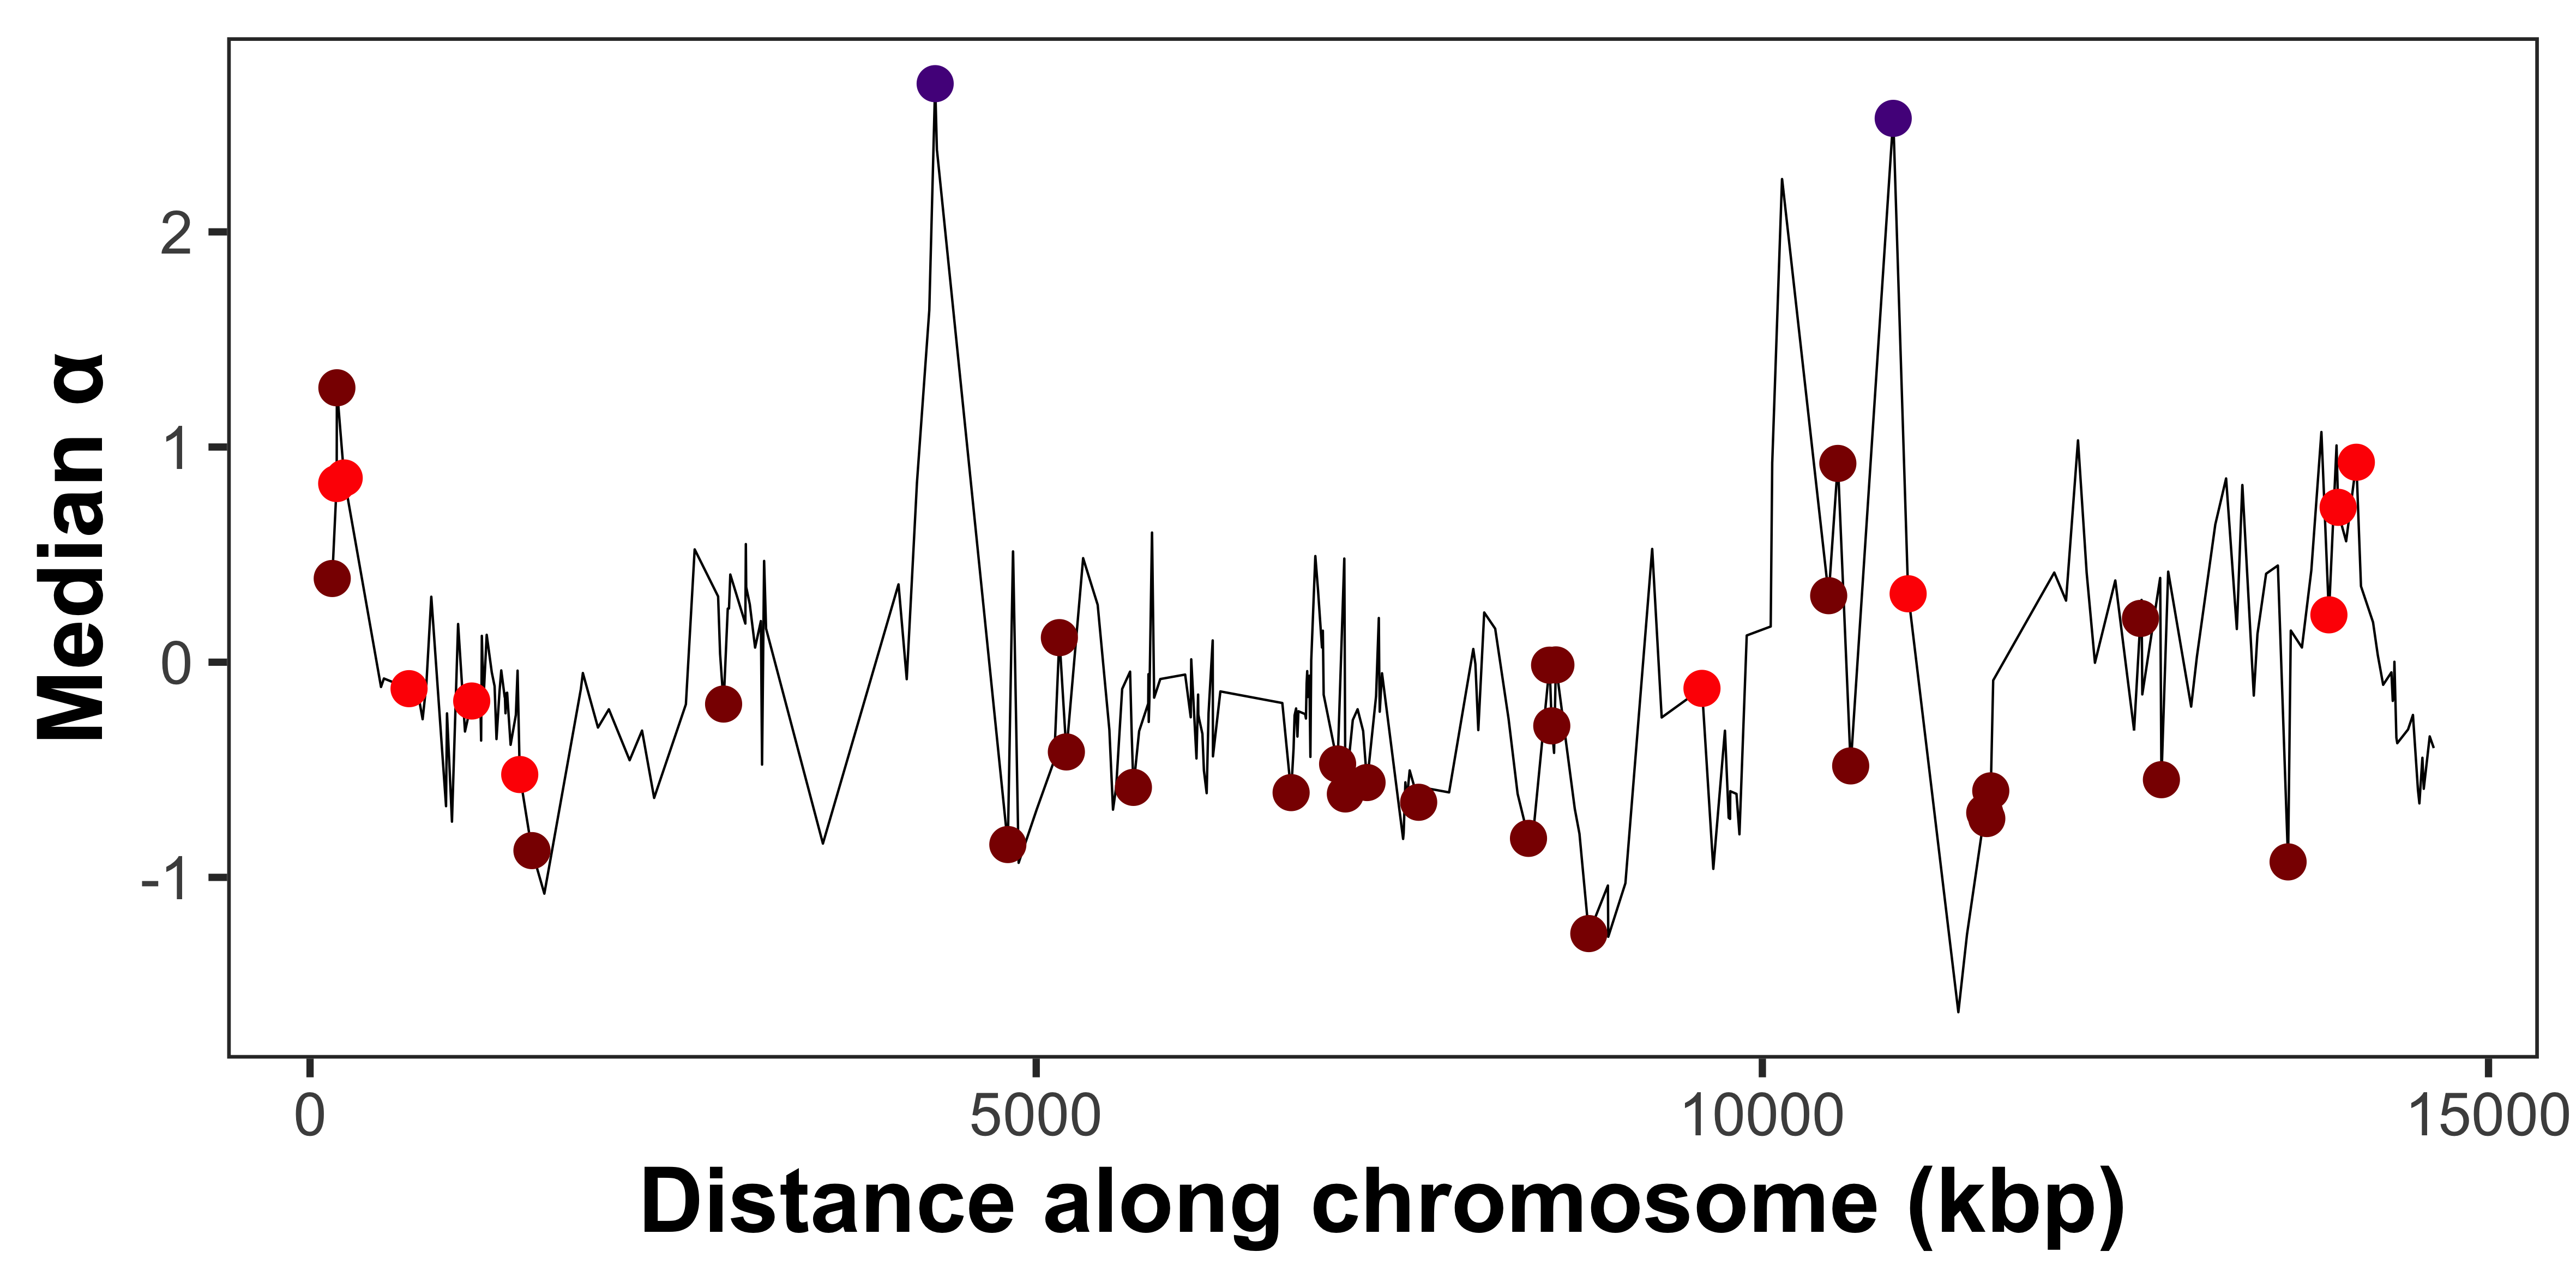 Median α
2
1
0
-1
0 5000 10000 15000
Distance along chromosome (kbp)